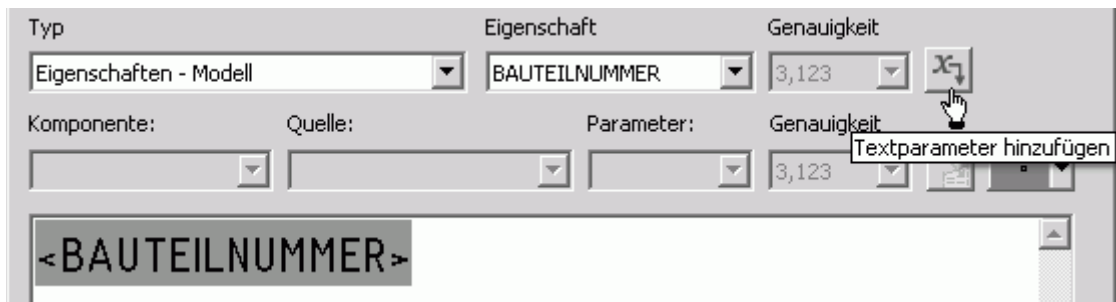 Typ Eigenschaft Genauigkeit
Eigenschaften - Modell BAUTEILNUMMER 3,123 x
Komponente: Quelle: Parameter: Genauigkeit
Textparameter hinzufügen
3,123
<BAUTEILNUMMER>